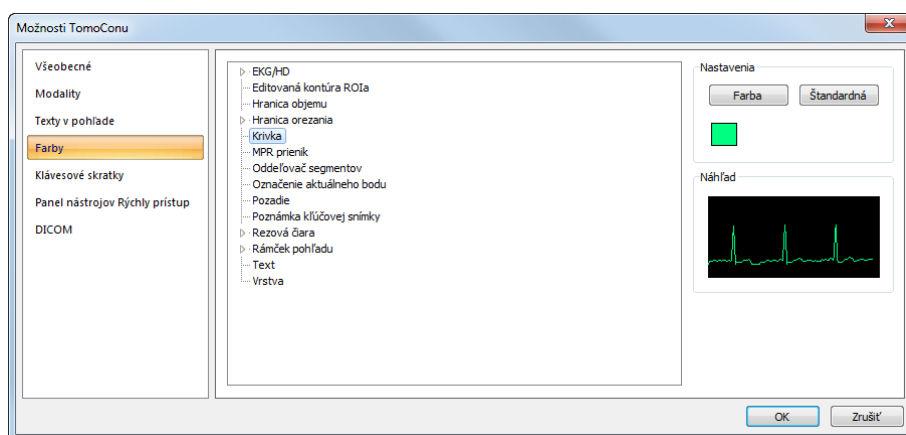 Možnosti TomoConu
Všeobecné
Modality
Texty v pohľade
Farby
Klávesové skratky
Panel nástrojov Rýchly prístup
DICOM
EKG/HD
Editovaná kontúra ROIa
Hranica objemu
Hranica orezania
Krivka
MPR prienik
Oddeľovač segmentov
Označenie aktuálneho bodu
Pozadie
Poznámka kľúčovej snímky
Rezová čiara
Rámček pohľadu
Text
Vrstva
Nastavenia
Farba
Štandardná
Náhľad
OK
Zrušiť